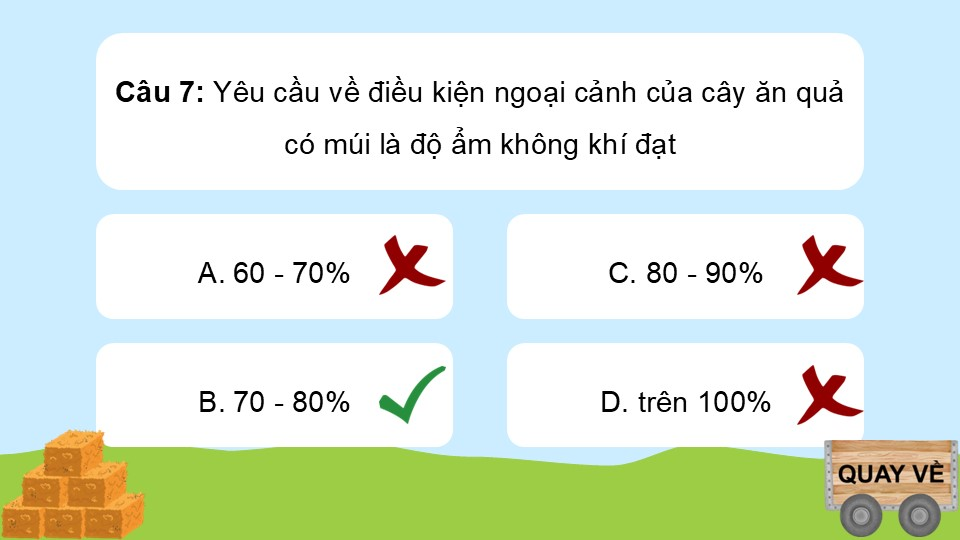 Câu 7: Yêu cầu về điều kiện ngoại cảnh của cây ăn quả
có múi là độ ẩm không khí đạt
A. 60 - 70%
C. 80 - 90%
B. 70 - 80%
D. trên 100%
QUAY VỀ